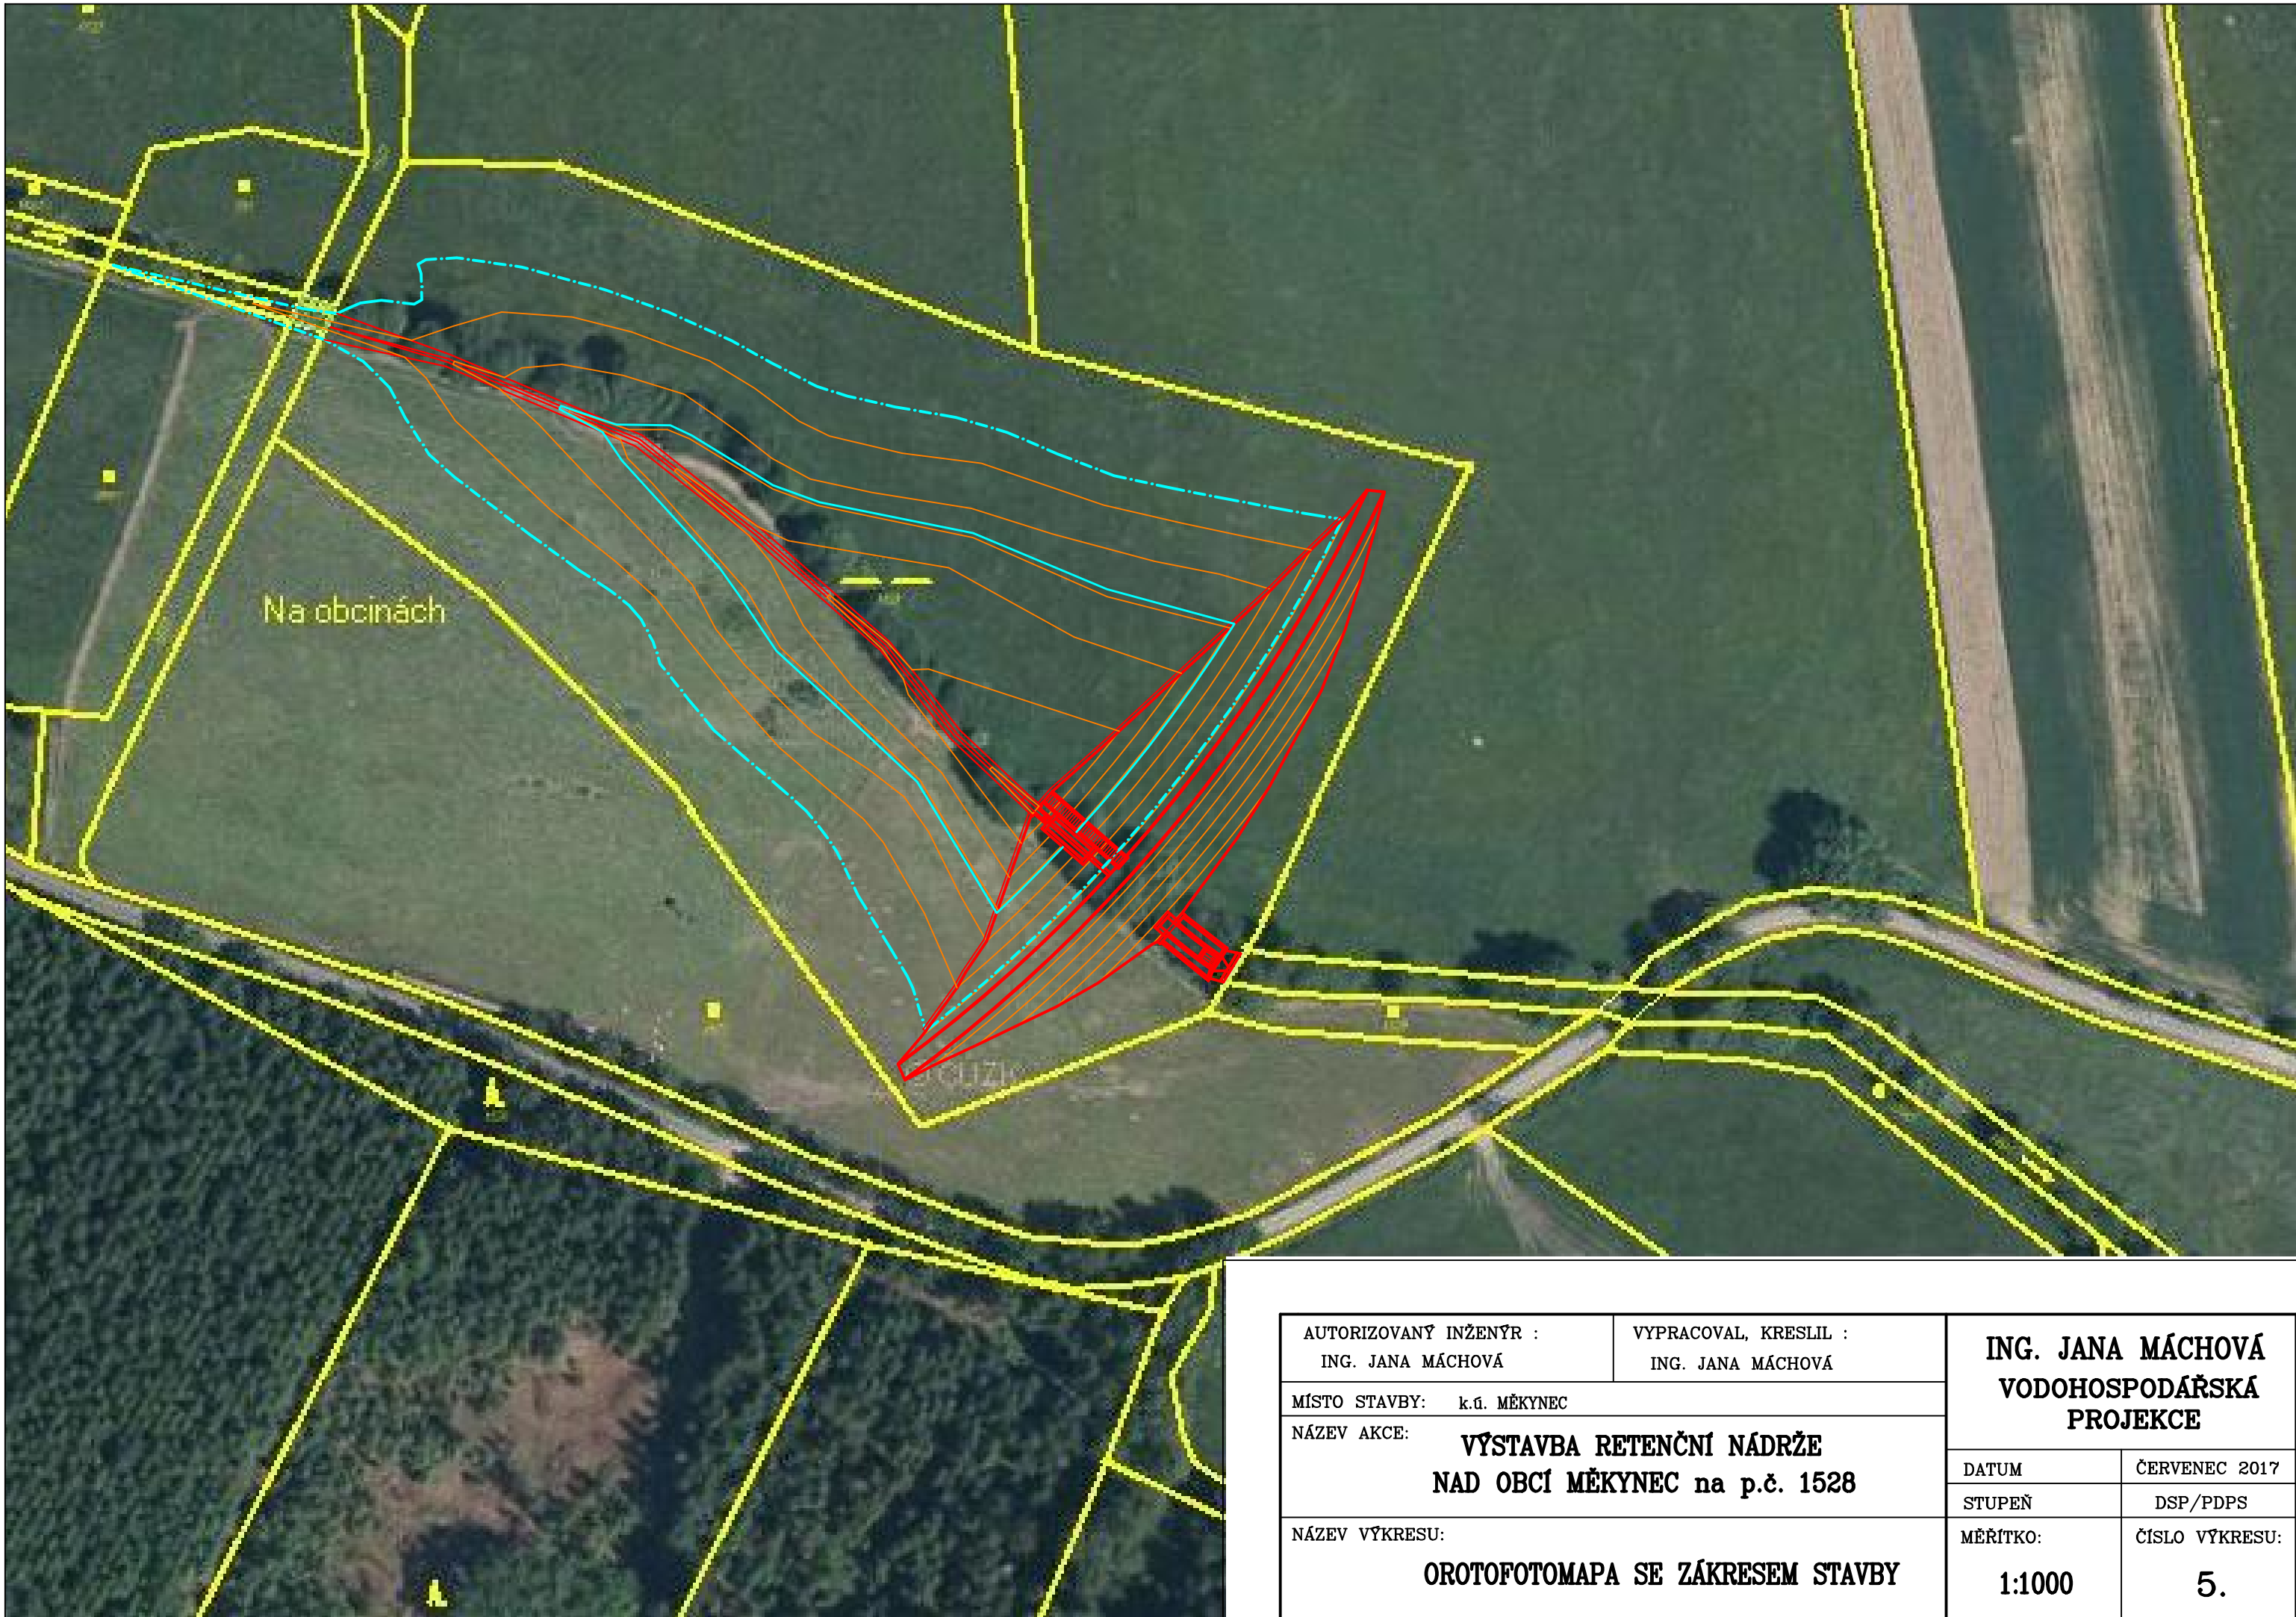 Na obcinách
ČÚZK
AUTORIZOVANÝ INŽENÝR :
ING. JANA MÁCHOVÁ
VYPRACOVAL, KRESLIL :
ING. JANA MÁCHOVÁ
ING. JANA MÁCHOVÁ
VODOHOSPODÁŘSKÁ
PROJEKCE
MÍSTO STAVBY: k.ú. MĚKYNEC
NÁZEV AKCE:
VÝSTAVBA RETENČNÍ NÁDRŽE
NAD OBCÍ MĚKYNEC na p.č. 1528
DATUM ČERVENEC 2017
STUPEŇ DSP/PDPS
NÁZEV VÝKRESU:
OROTOFOTOMAPA SE ZÁKRESEM STAVBY
MĚŘÍTKO:
1:1000
ČÍSLO VÝKRESU:
5.